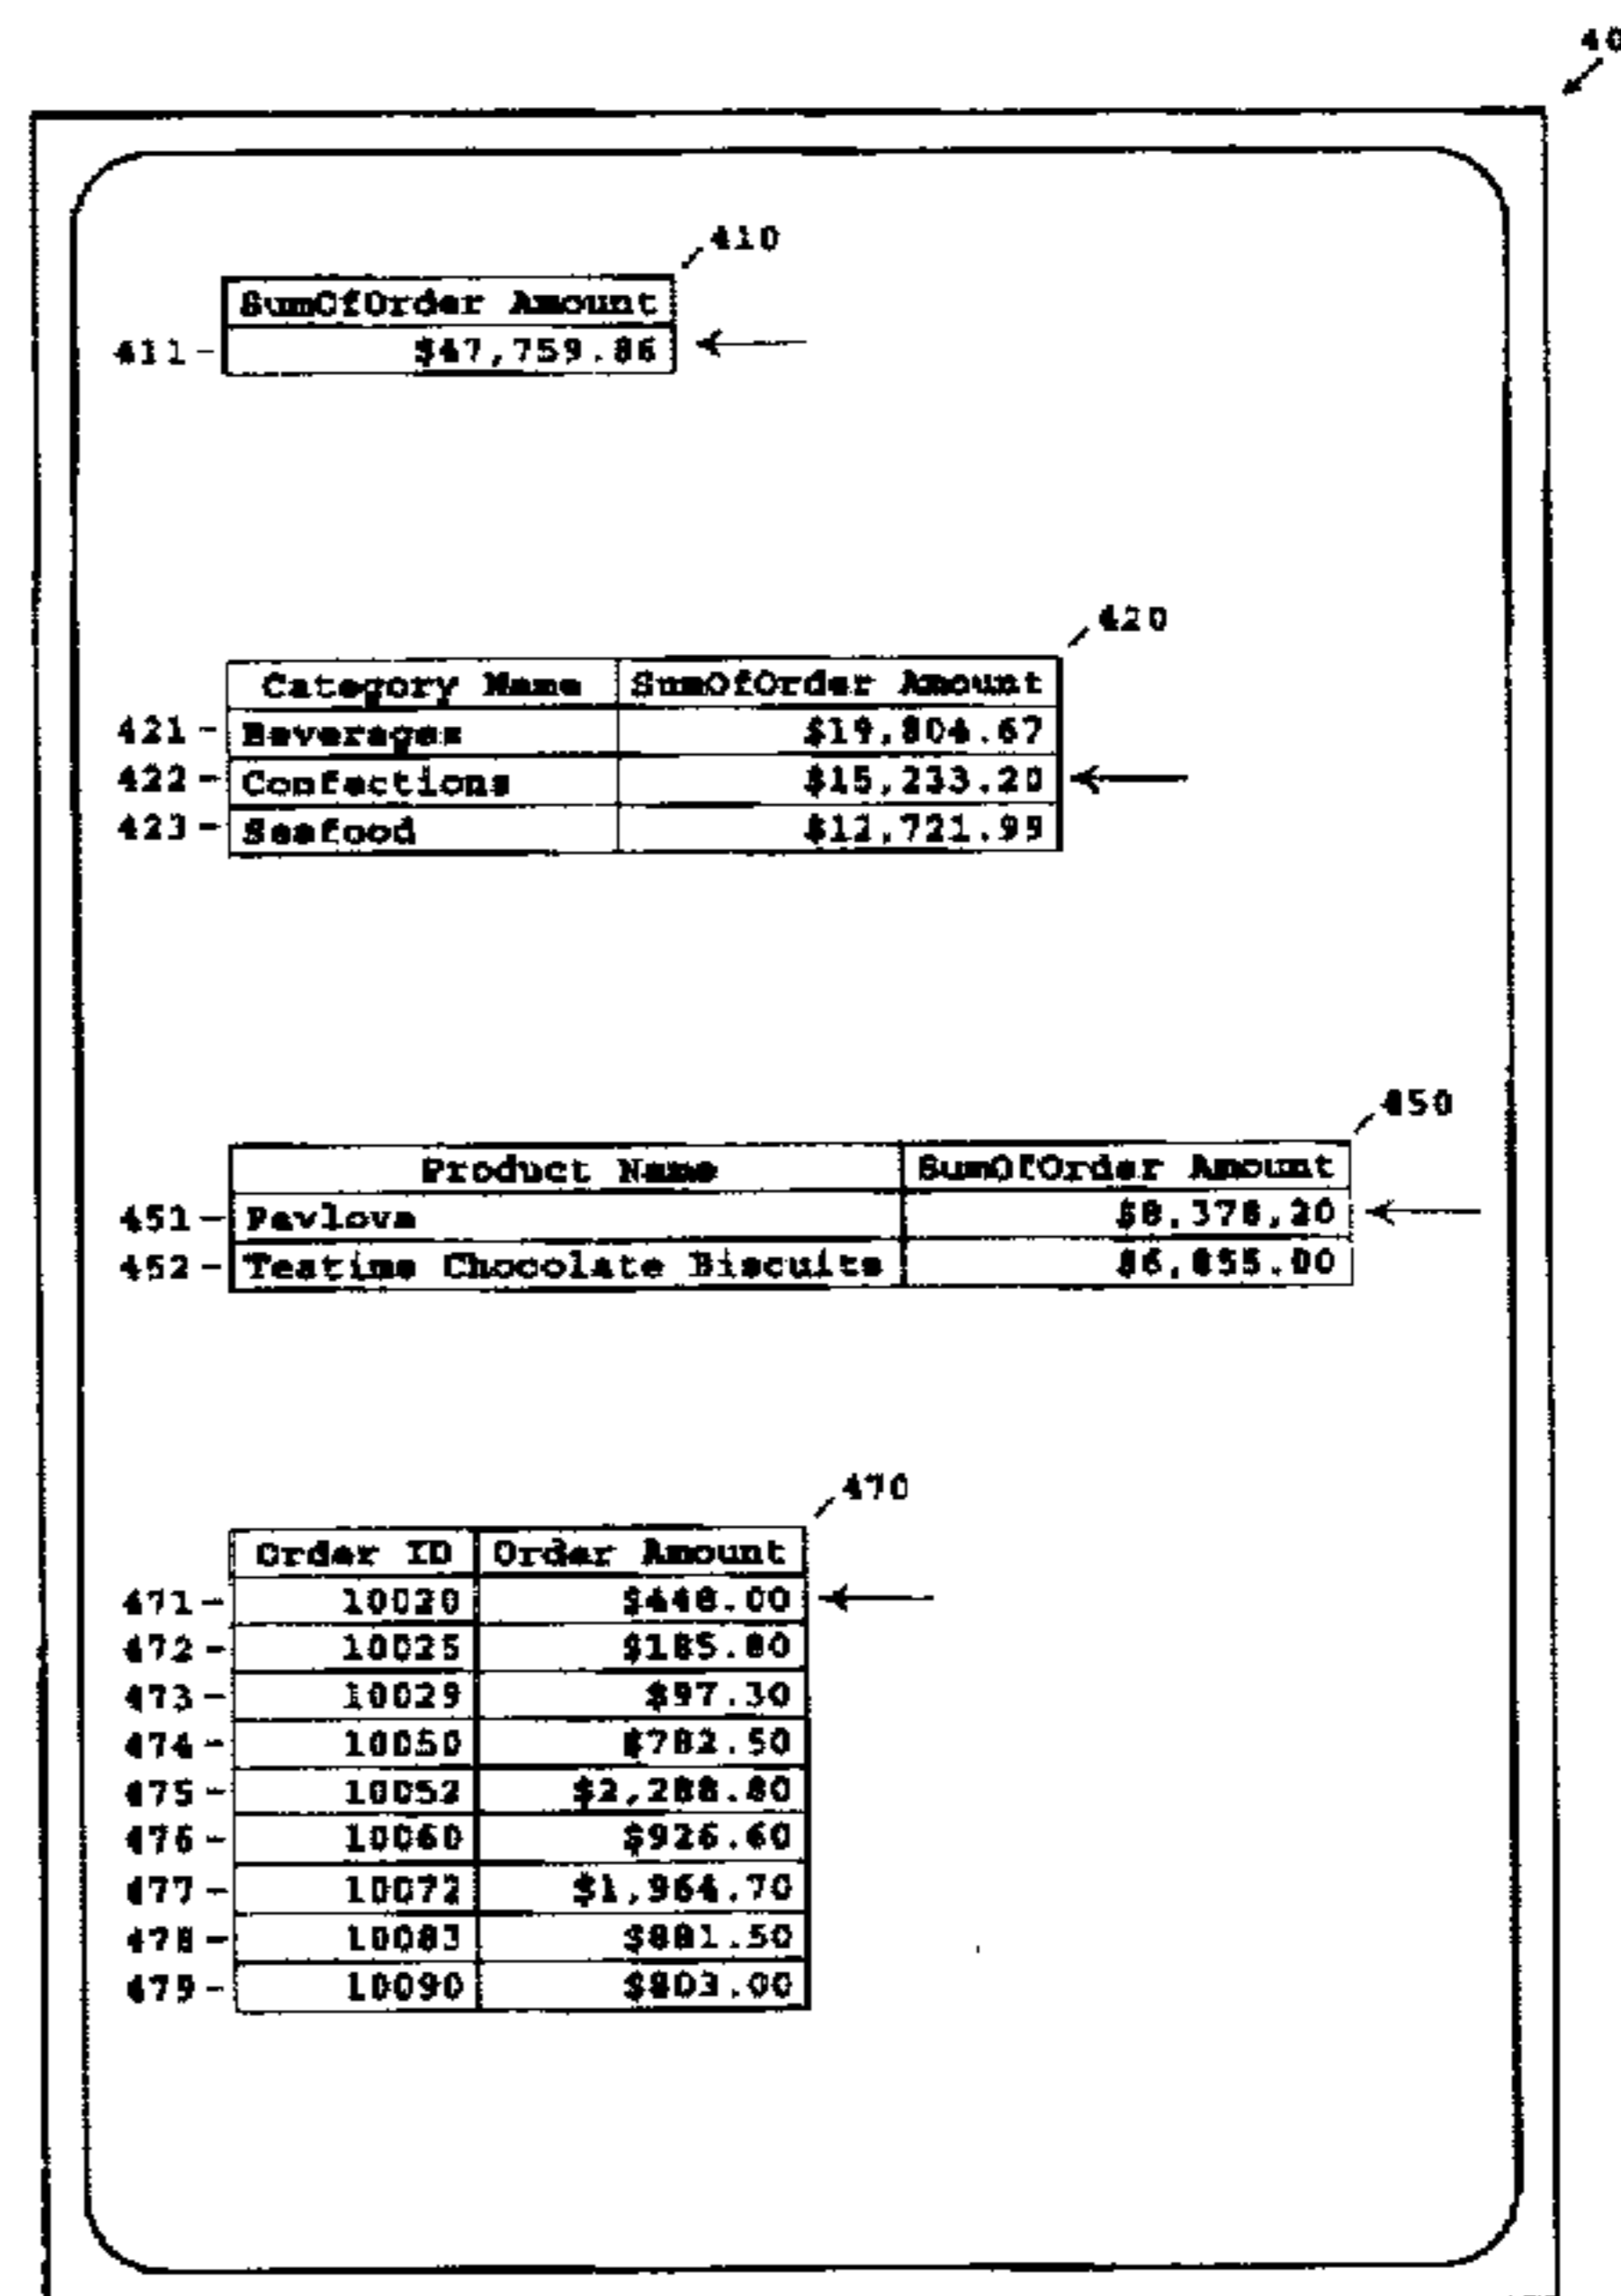 40
410
SumOfOrder Amount
411 $47,759.86
420
Category Name SumOfOrder Amount
421 Beverages $19,804.67
422 Confections $15,233.20
423 Seafood $12,721.99
450
Product Name SumOfOrder Amount
451 Pavlova $8,378.20
452 Teatime Chocolate Biscuits $6,855.00
470
Order ID Order Amount
471 10020 $448.00
472 10025 $185.80
473 10029 $97.30
474 10050 $782.50
475 10052 $2,288.80
476 10060 $926.60
477 10072 $1,964.70
478 10083 $881.50
479 10090 $803.00